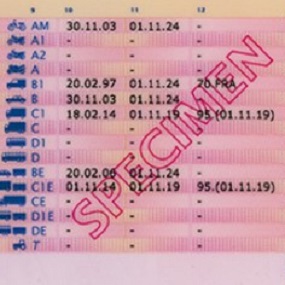 9 10 11 12
AM 30.11.03 01.11.24 -
A1 - - -
A2 - - -
A - - -
B1 20.02.97 01.11.24 20.FRA
B 30.11.03 01.11.24 -
C1 18.02.14 01.11.19 95.(01.11.19)
C - - -
D1 - - -
D - - -
BE 20.02.06 01.11.24 -
C1E 01.11.14 01.11.19 95.(01.11.19)
CE - - -
D1E - - -
DE - - -
T - - -
SPECIMEN